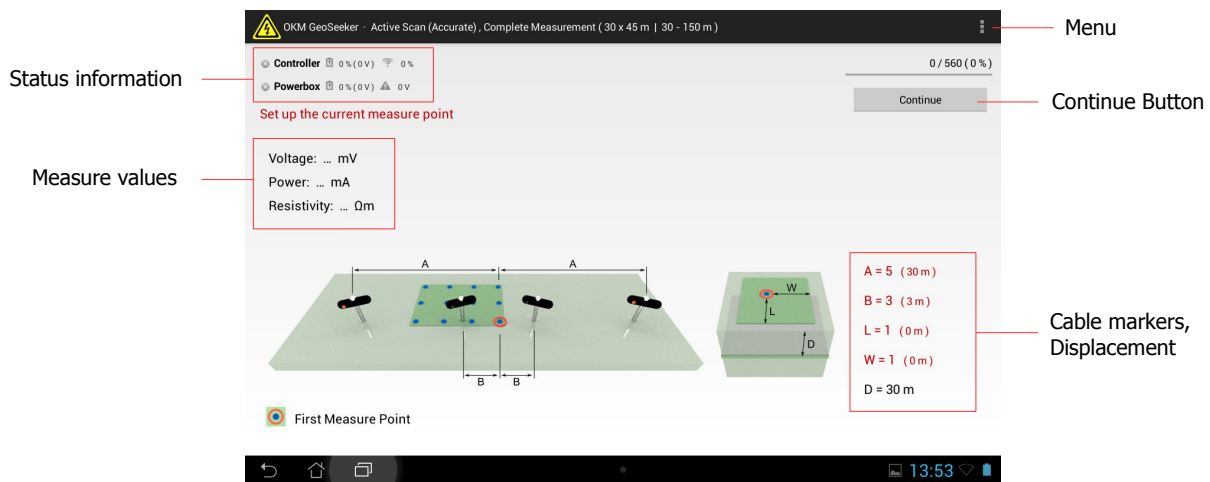 OKM GeoSeeker · Active Scan (Accurate) , Complete Measurement ( 30 x 45 m | 30 - 150 m )
Menu
Status information
Controller 0 % ( 0 V ) 0 %
Powerbox 0 % ( 0 V ) 0 V
0 / 560 ( 0 % )
Continue
Continue Button
Set up the current measure point
Measure values
Voltage: ... mV
Power: ... mA
Resistivity: ... Ωm
A
A
B
B
W
L
D
A = 5 ( 30 m )
B = 3 ( 3 m )
L = 1 ( 0 m )
W = 1 ( 0 m )
D = 30 m
Cable markers,
Displacement
First Measure Point
13:53